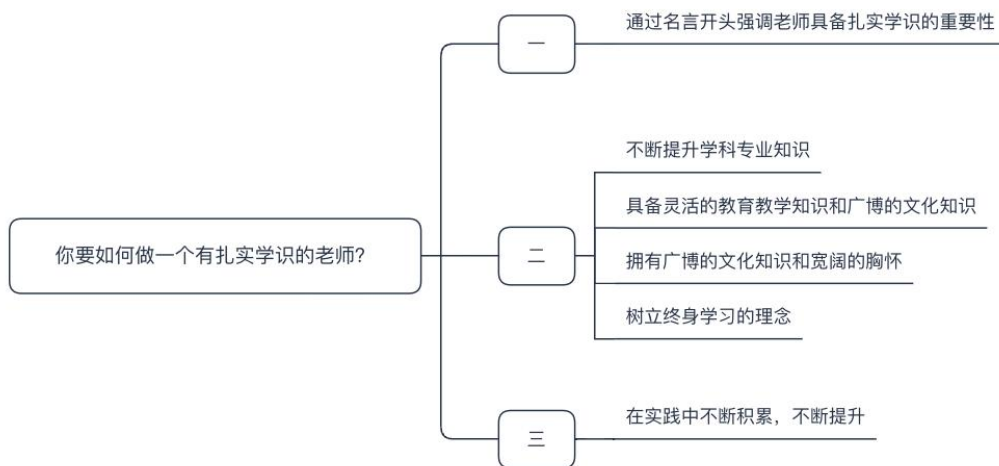 你要如何做一个有扎实学识的老师?
一
通过名言开头强调老师具备扎实学识的重要性
二
不断提升学科专业知识
具备灵活的教育教学知识和广博的文化知识
拥有广博的文化知识和宽阔的胸怀
树立终身学习的理念
三
在实践中不断积累，不断提升